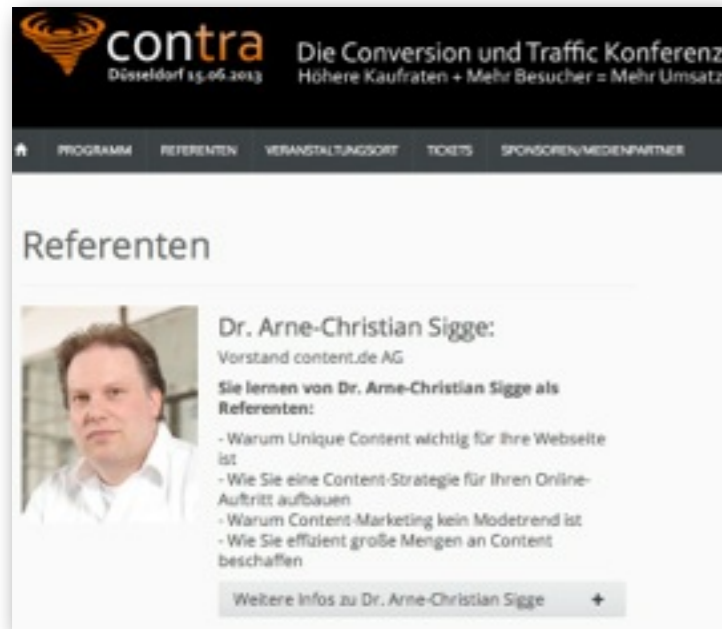 contra
Düsseldorf 15.06.2013
Die Conversion und Traffic Konferenz
Höhere Kaufraten + Mehr Besucher = Mehr Umsatz
PROGRAMM REFERENTEN VERANSTALTUNGSORT TICKETS SPONSOREN/MEDIENPARTNER
Referenten
Dr. Arne-Christian Sigge:
Vorstand content.de AG
Sie lernen von Dr. Arne-Christian Sigge als
Referenten:
- Warum Unique Content wichtig für Ihre Webseite
ist
- Wie Sie eine Content-Strategie für Ihren Online-
Auftritt aufbauen
- Warum Content-Marketing kein Modetrend ist
- Wie Sie effizient große Mengen an Content
beschaffen
Weitere Infos zu Dr. Arne-Christian Sigge +